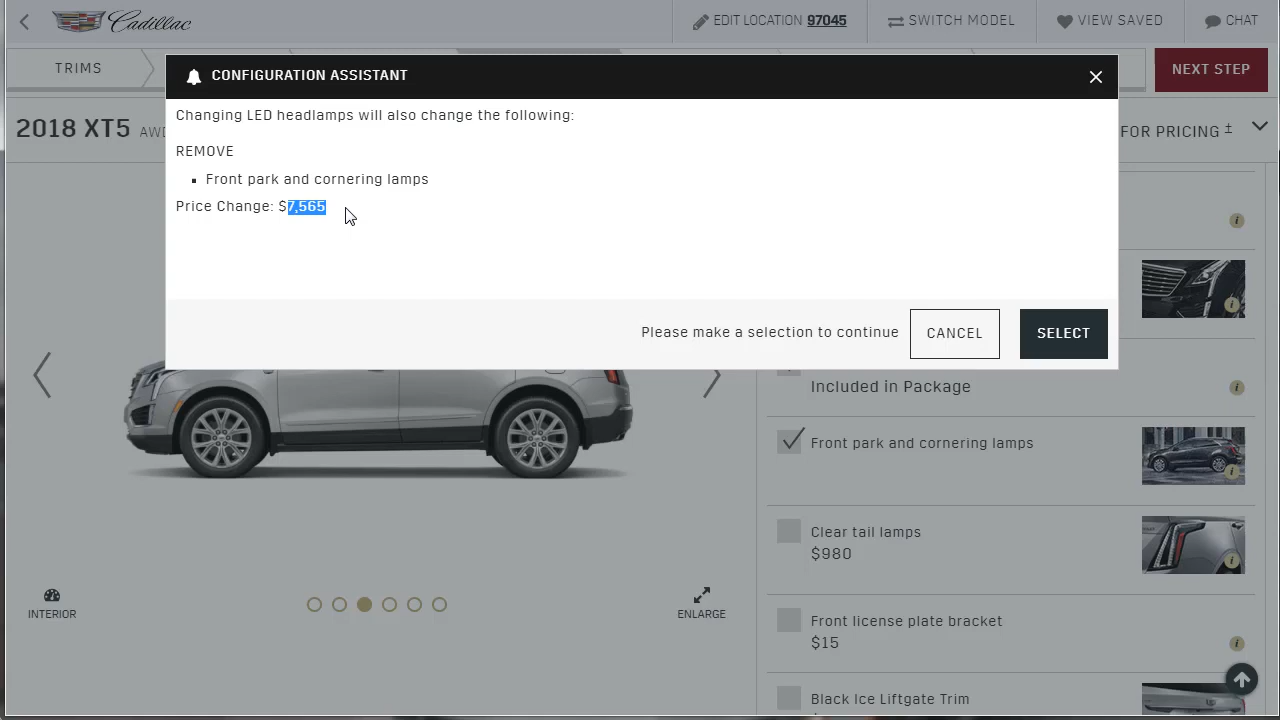 Cadillac
EDIT LOCATION 97045
SWITCH MODEL
VIEW SAVED
CHAT
TRIMS
NEXT STEP
CONFIGURATION ASSISTANT
2018 XT5 AWD
FOR PRICING ±
Changing LED headlamps will also change the following:
REMOVE
Front park and cornering lamps
Price Change: $7,565
Please make a selection to continue
CANCEL
SELECT
Included in Package
Front park and cornering lamps
Clear tail lamps
$980
Front license plate bracket
$15
Black Ice Liftgate Trim
INTERIOR
ENLARGE